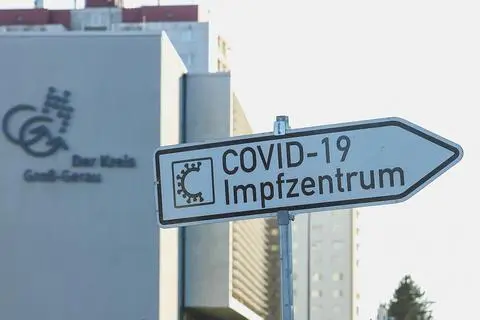 Der Kreis
Groß-Gerau
COVID-19
Impfzentrum